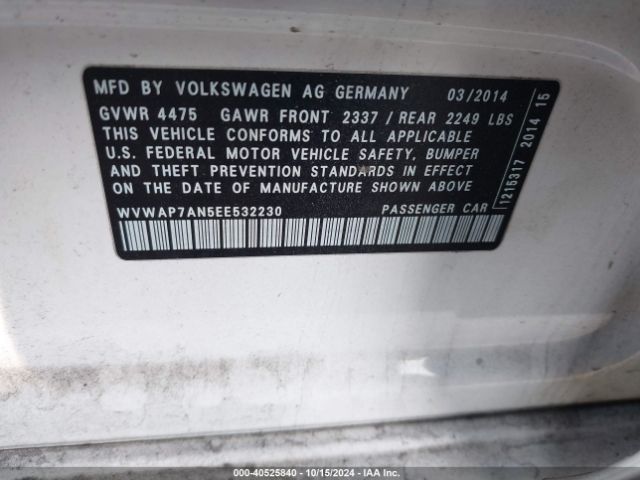 MFD BY VOLKSWAGEN AG GERMANY 03/2014
GVWR 4475 GAWR FRONT 2337 / REAR 2249 LBS
THIS VEHICLE CONFORMS TO ALL APPLICABLE
U.S. FEDERAL MOTOR VEHICLE SAFETY, BUMPER
AND THEFT PREVENTION STANDARDS IN EFFECT
ON THE DATE OF MANUFACTURE SHOWN ABOVE
WVWAP7AN5EE532230 PASSENGER CAR
1215317 2014 15
000-40525840 - 10/15/2024 - IAA Inc.